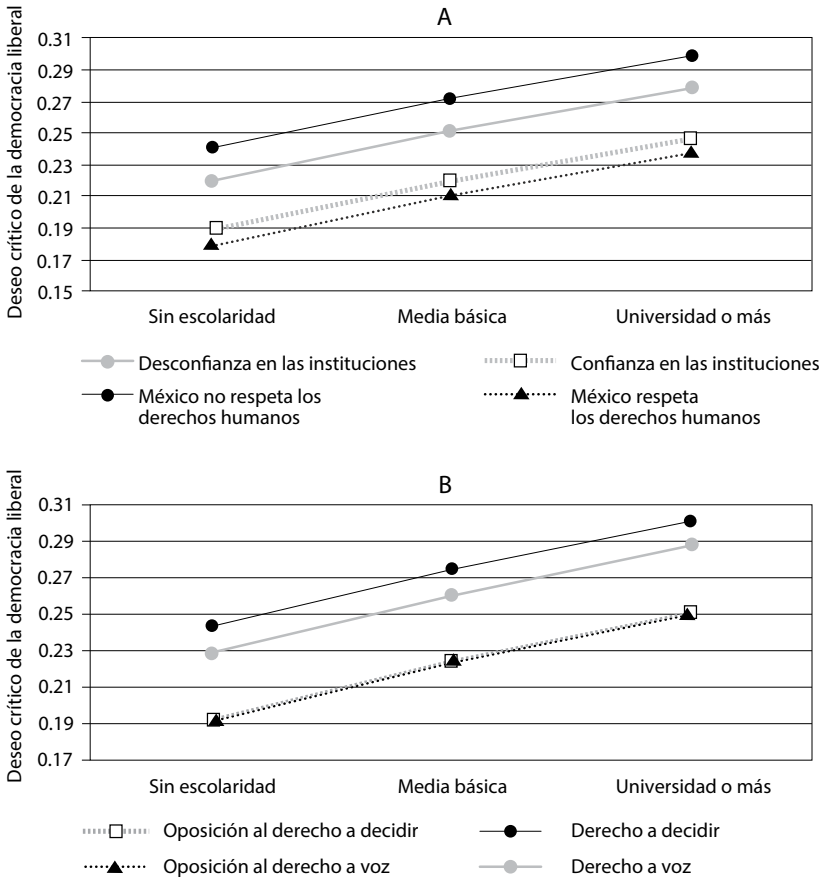 A
Deseo crítico de la democracia liberal
0.31
0.29
0.27
0.25
0.23
0.21
0.19
0.17
0.15
Sin escolaridad Media básica Universidad o más
Desconfianza en las instituciones Confianza en las instituciones
México no respeta los México respeta
derechos humanos los derechos humanos
B
Deseo crítico de la democracia liberal
0.31
0.29
0.27
0.25
0.23
0.21
0.19
0.17
Sin escolaridad Media básica Universidad o más
Oposición al derecho a decidir Derecho a decidir
Oposición al derecho a voz Derecho a voz